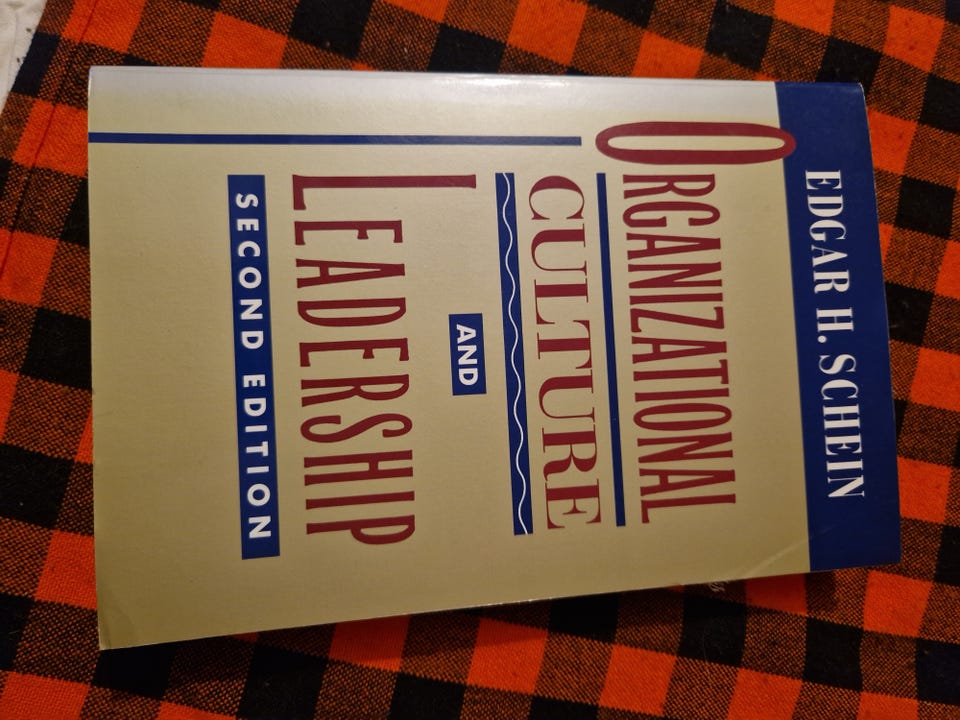 EDGAR H. SCHEIN
ORGANIZATIONAL
CULTURE
AND
LEADERSHIP
SECOND EDITION